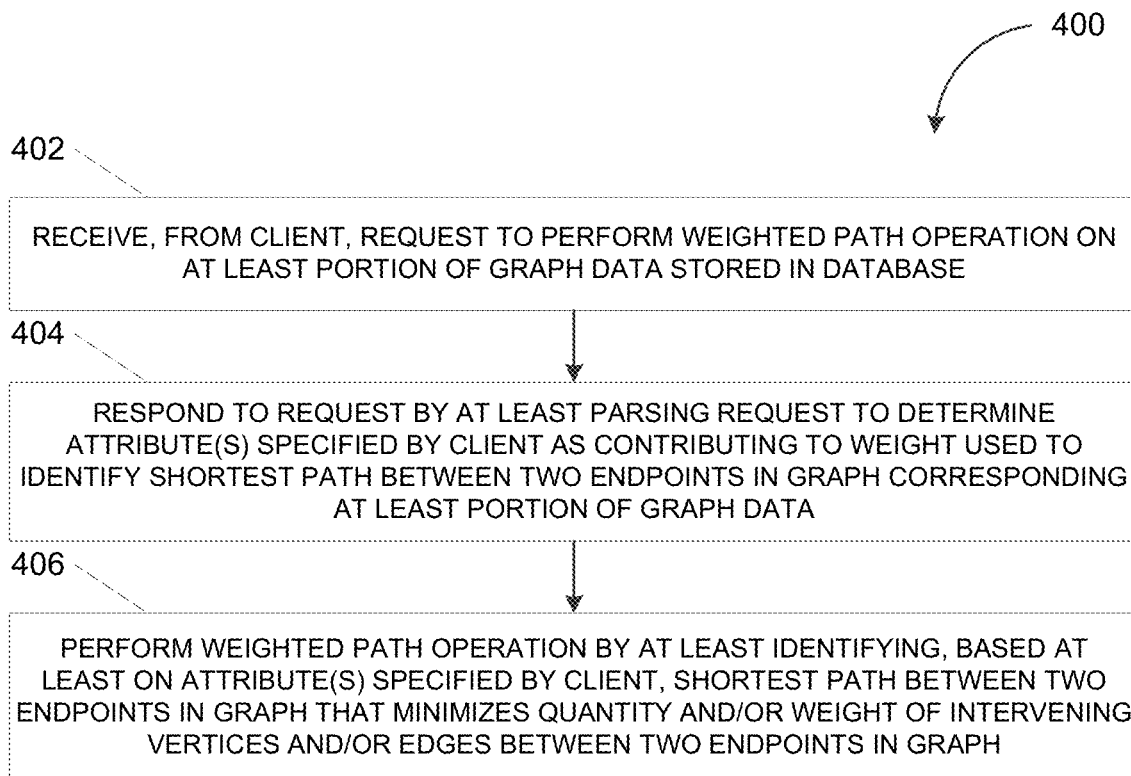 400
402
RECEIVE, FROM CLIENT, REQUEST TO PERFORM WEIGHTED PATH OPERATION ON
AT LEAST PORTION OF GRAPH DATA STORED IN DATABASE
404
RESPOND TO REQUEST BY AT LEAST PARSING REQUEST TO DETERMINE
ATTRIBUTE(S) SPECIFIED BY CLIENT AS CONTRIBUTING TO WEIGHT USED TO
IDENTIFY SHORTEST PATH BETWEEN TWO ENDPOINTS IN GRAPH CORRESPONDING
AT LEAST PORTION OF GRAPH DATA
406
PERFORM WEIGHTED PATH OPERATION BY AT LEAST IDENTIFYING, BASED AT
LEAST ON ATTRIBUTE(S) SPECIFIED BY CLIENT, SHORTEST PATH BETWEEN TWO
ENDPOINTS IN GRAPH THAT MINIMIZES QUANTITY AND/OR WEIGHT OF INTERVENING
VERTICES AND/OR EDGES BETWEEN TWO ENDPOINTS IN GRAPH